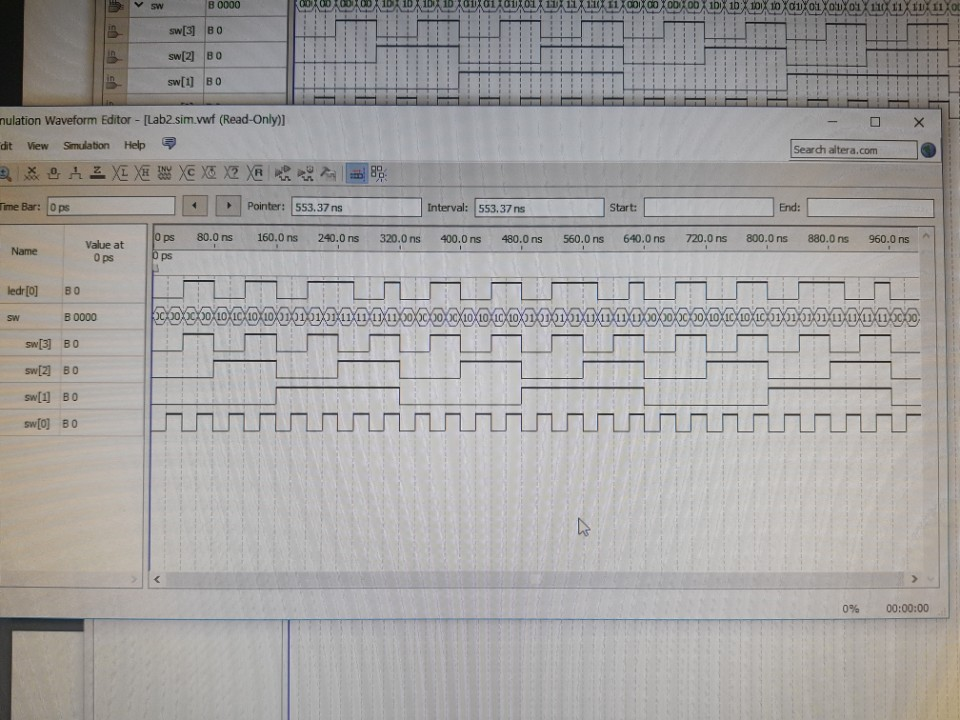 sw B 0000
sw[3] B 0
sw[2] B 0
sw[1] B 0
nulation Waveform Editor - [Lab2.sim.vwf (Read-Only)]
dit View Simulation Help
Search altera.com
Time Bar: 0 ps Pointer: 553.37 ns Interval: 553.37 ns Start: End:
Name Value at 0 ps
0 ps 80.0 ns 160.0 ns 240.0 ns 320.0 ns 400.0 ns 480.0 ns 560.0 ns 640.0 ns 720.0 ns 800.0 ns 880.0 ns 960.0 ns
0 ps
ledr[0] B 0
sw B 0000
sw[3] B 0
sw[2] B 0
sw[1] B 0
sw[0] B 0
0% 00:00:00